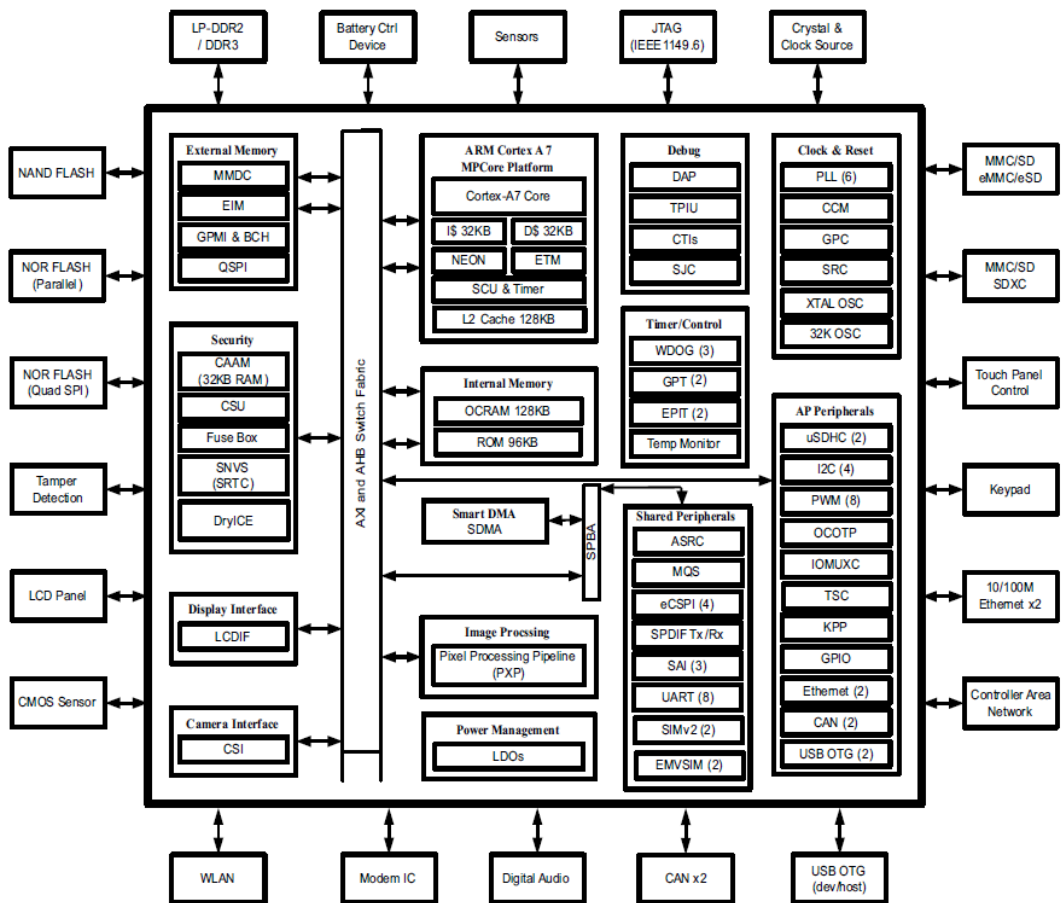 LP-DDR2
/ DDR3
Battery Ctrl
Device
Sensors
JTAG
(IEEE1149.6)
Crystal &
Clock Source
NAND FLASH
NOR FLASH
(Parallel)
NOR FLASH
(Quad SPI)
Tamper
Detection
LCD Panel
CMOS Sensor
External Memory
MMDC
EIM
GPMI & BCH
QSPI
Security
CAAM
(32KB RAM)
CSU
Fuse Box
SNVS
(SRTC)
DryICE
Display Interface
LCDIF
Camera Interface
CSI
AXI and AHB Switch Fabric
ARM Cortex A 7
MPCore Platform
Cortex-A7 Core
I$ 32KB
D$ 32KB
NEON
ETM
SCU & Timer
L2 Cache 128KB
Internal Memory
OCRAM 128KB
ROM 96KB
Smart DMA
SDMA
SPBA
Image Procssing
Pixel Processing Pipeline
(PXP)
Power Management
LDOs
Debug
DAP
TPIU
CTIs
SJC
Timer/Control
WDOG (3)
GPT (2)
EPIT (2)
Temp Monitor
Shared Peripherals
ASRC
MQS
eCSPI (4)
SPDIF Tx/Rx
SAI (3)
UART (8)
SIMv2 (2)
EMVSIM (2)
Clock & Reset
PLL (6)
CCM
GPC
SRC
XTAL OSC
32K OSC
AP Peripherals
uSDHC (2)
I2C (4)
PWM (8)
OCOTP
IOMUXC
TSC
KPP
GPIO
Ethernet (2)
CAN (2)
USB OTG (2)
MMC/SD
eMMC/eSD
MMC/SD
SDXC
Touch Panel
Control
Keypad
10/100M
Ethernet x2
Controller Area
Network
WLAN
Modem IC
Digital Audio
CAN x2
USB OTG
(dev/host)